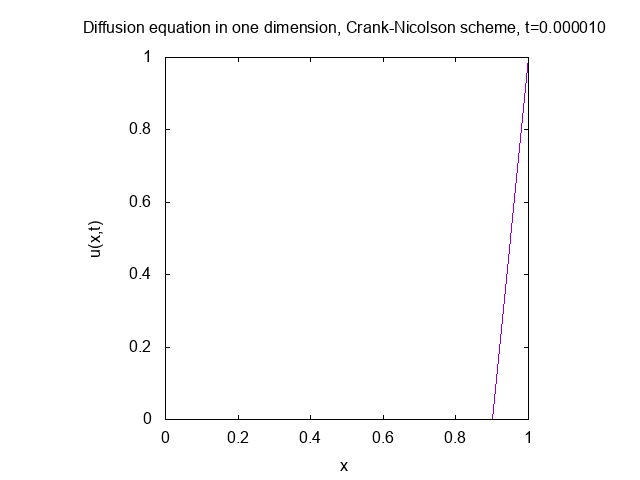 Diffusion equation in one dimension, Crank-Nicolson scheme, t=0.000010
1
0.8
0.6
0.4
0.2
0
u(x,t)
0 0.2 0.4 0.6 0.8 1
x